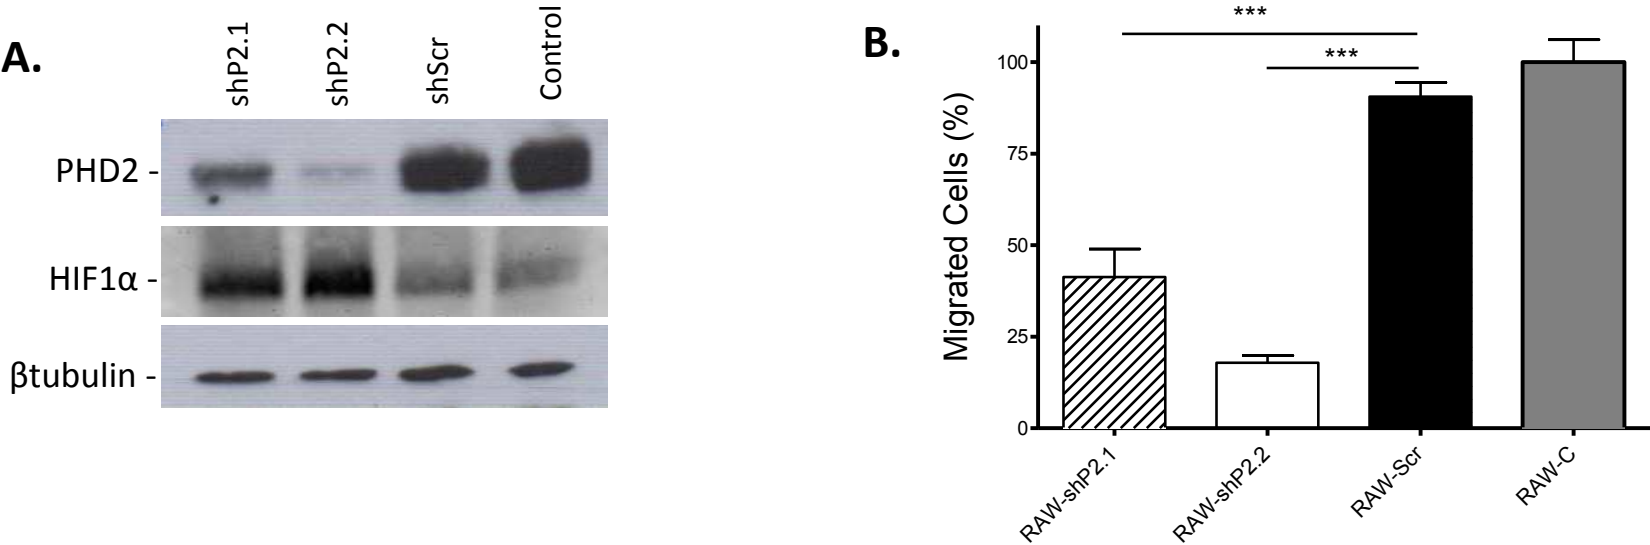 A.
shP2.1
shP2.2
shScr
Control
PHD2 -
HIF1α -
βtubulin -
B.
***
***
Migrated Cells (%)
100
75
50
25
0
RAW-shP2.1
RAW-shP2.2
RAW-Scr
RAW-C